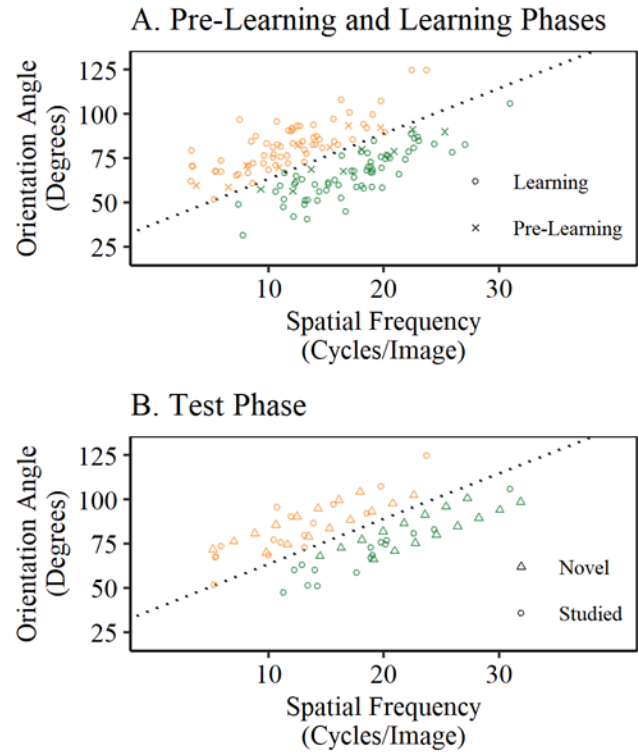 A. Pre-Learning and Learning Phases
Orientation Angle
(Degrees)
125
100
75
50
25
Learning
Pre-Learning
10
20
30
Spatial Frequency
(Cycles/Image)
B. Test Phase
Orientation Angle
(Degrees)
125
100
75
50
25
Novel
Studied
10
20
30
Spatial Frequency
(Cycles/Image)